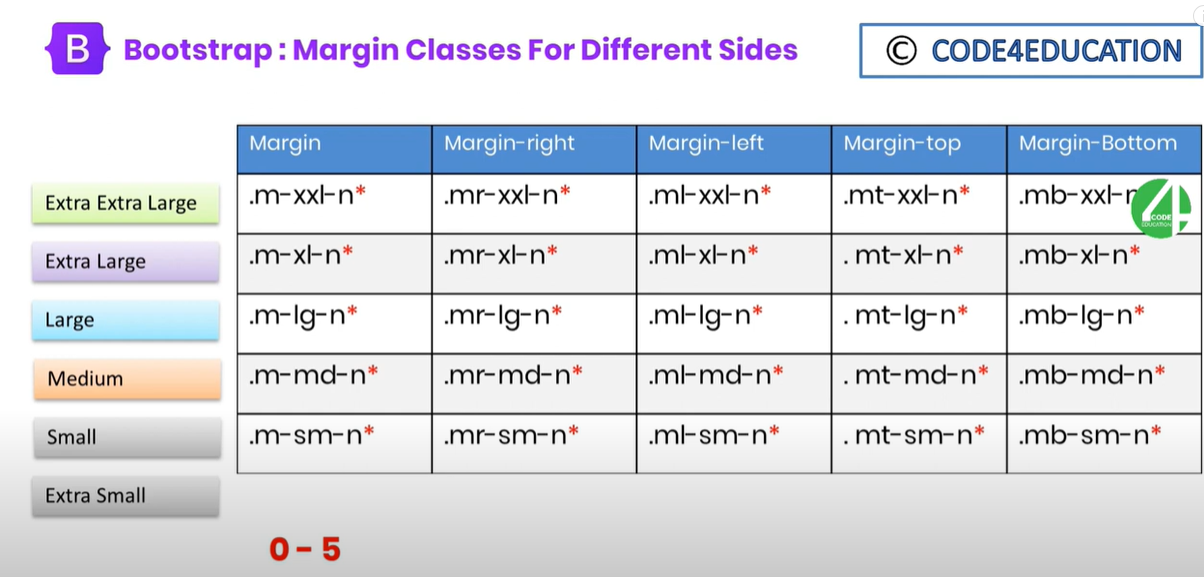 B Bootstrap : Margin Classes For Different Sides
© CODE4EDUCATION
Margin Margin-right Margin-left Margin-top Margin-Bottom
Extra Extra Large .m-xxl-n* .mr-xxl-n* .ml-xxl-n* .mt-xxl-n* .mb-xxl-n
4 CODE
EDUCATION
Extra Large .m-xl-n* .mr-xl-n* .ml-xl-n* . mt-xl-n* .mb-xl-n*
Large .m-lg-n* .mr-lg-n* .ml-lg-n* . mt-lg-n* .mb-lg-n*
Medium .m-md-n* .mr-md-n* .ml-md-n* . mt-md-n* .mb-md-n*
Small .m-sm-n* .mr-sm-n* .ml-sm-n* . mt-sm-n* .mb-sm-n*
Extra Small
0 - 5